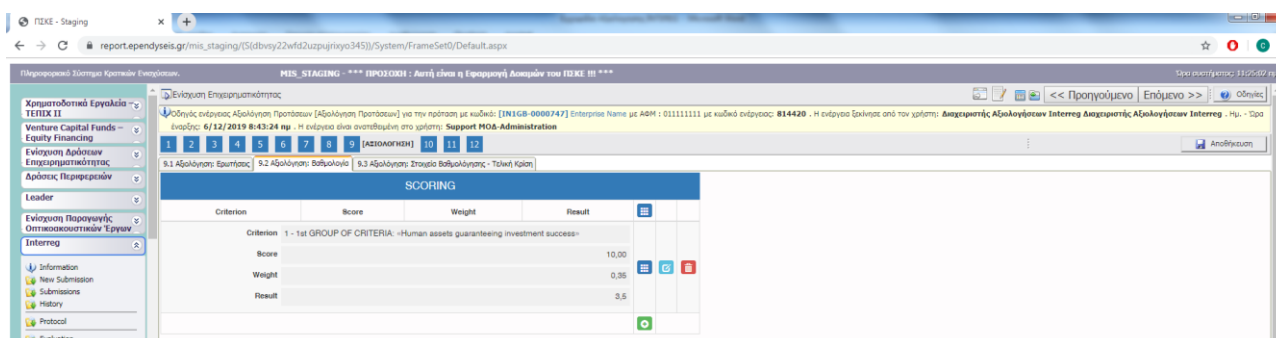 ΠΣΚΕ - Staging
report.ependyseis.gr/mis_staging/(S(dbvsy22wfd2uzpujrixyo345))/System/FrameSet0/Default.aspx
Πληροφοριακό Σύστημα Κρατικών Ενισχύσεων. MIS_STAGING - *** ΠΡΟΣΟΧΗ : Αυτή είναι η Εφαρμογή Δοκιμών του ΠΣΚΕ !!! ***
Ενίσχυση Επιχειρηματικότητας
<< Προηγούμενο Επόμενο >> Οδηγίες
Οδηγός ενέργειας Αξιολόγηση Προτάσεων [Αξιολόγηση Προτάσεων] για την πρόταση με κωδικό: [IN1GB-0000747] Enterprise Name με ΑΦΜ : 011111111 με κωδικό ενέργειας: 814420 . Η ενέργεια ξεκίνησε από τον χρήστη: Διαχειριστής Αξιολογήσεων Interreg Διαχειριστής Αξιολογήσεων Interreg . Ημ. - Ώρα
έναρξης: 6/12/2019 8:43:24 πμ . Η ενέργεια είναι ανατεθειμένη στο χρήστη: Support ΜΟΔ-Administration
1 2 3 4 5 6 7 8 9 [ΑΞΙΟΛΟΓΗΣΗ] 10 11 12
Αποθήκευση
9.1 Αξιολόγηση: Ερωτήσεις 9.2 Αξιολόγηση: Βαθμολογία 9.3 Αξιολόγηση: Στοιχεία Βαθμολόγησης - Τελική Κρίση
Χρηματοδοτικά Εργαλεία –
ΤΕΠΙΧ ΙΙ
Venture Capital Funds –
Equity Financing
Ενίσχυση Δράσεων
Επιχειρηματικότητας
Δράσεις Περιφερειών
Leader
Ενίσχυση Παραγωγής
Οπτικοακουστικών Έργων
Interreg
Information
New Submission
Submissions
History
Protocol
SCORING
Criterion Score Weight Result
Criterion 1 - 1st GROUP OF CRITERIA: «Human assets guaranteeing investment success»
Score 10,00
Weight 0,35
Result 3,5